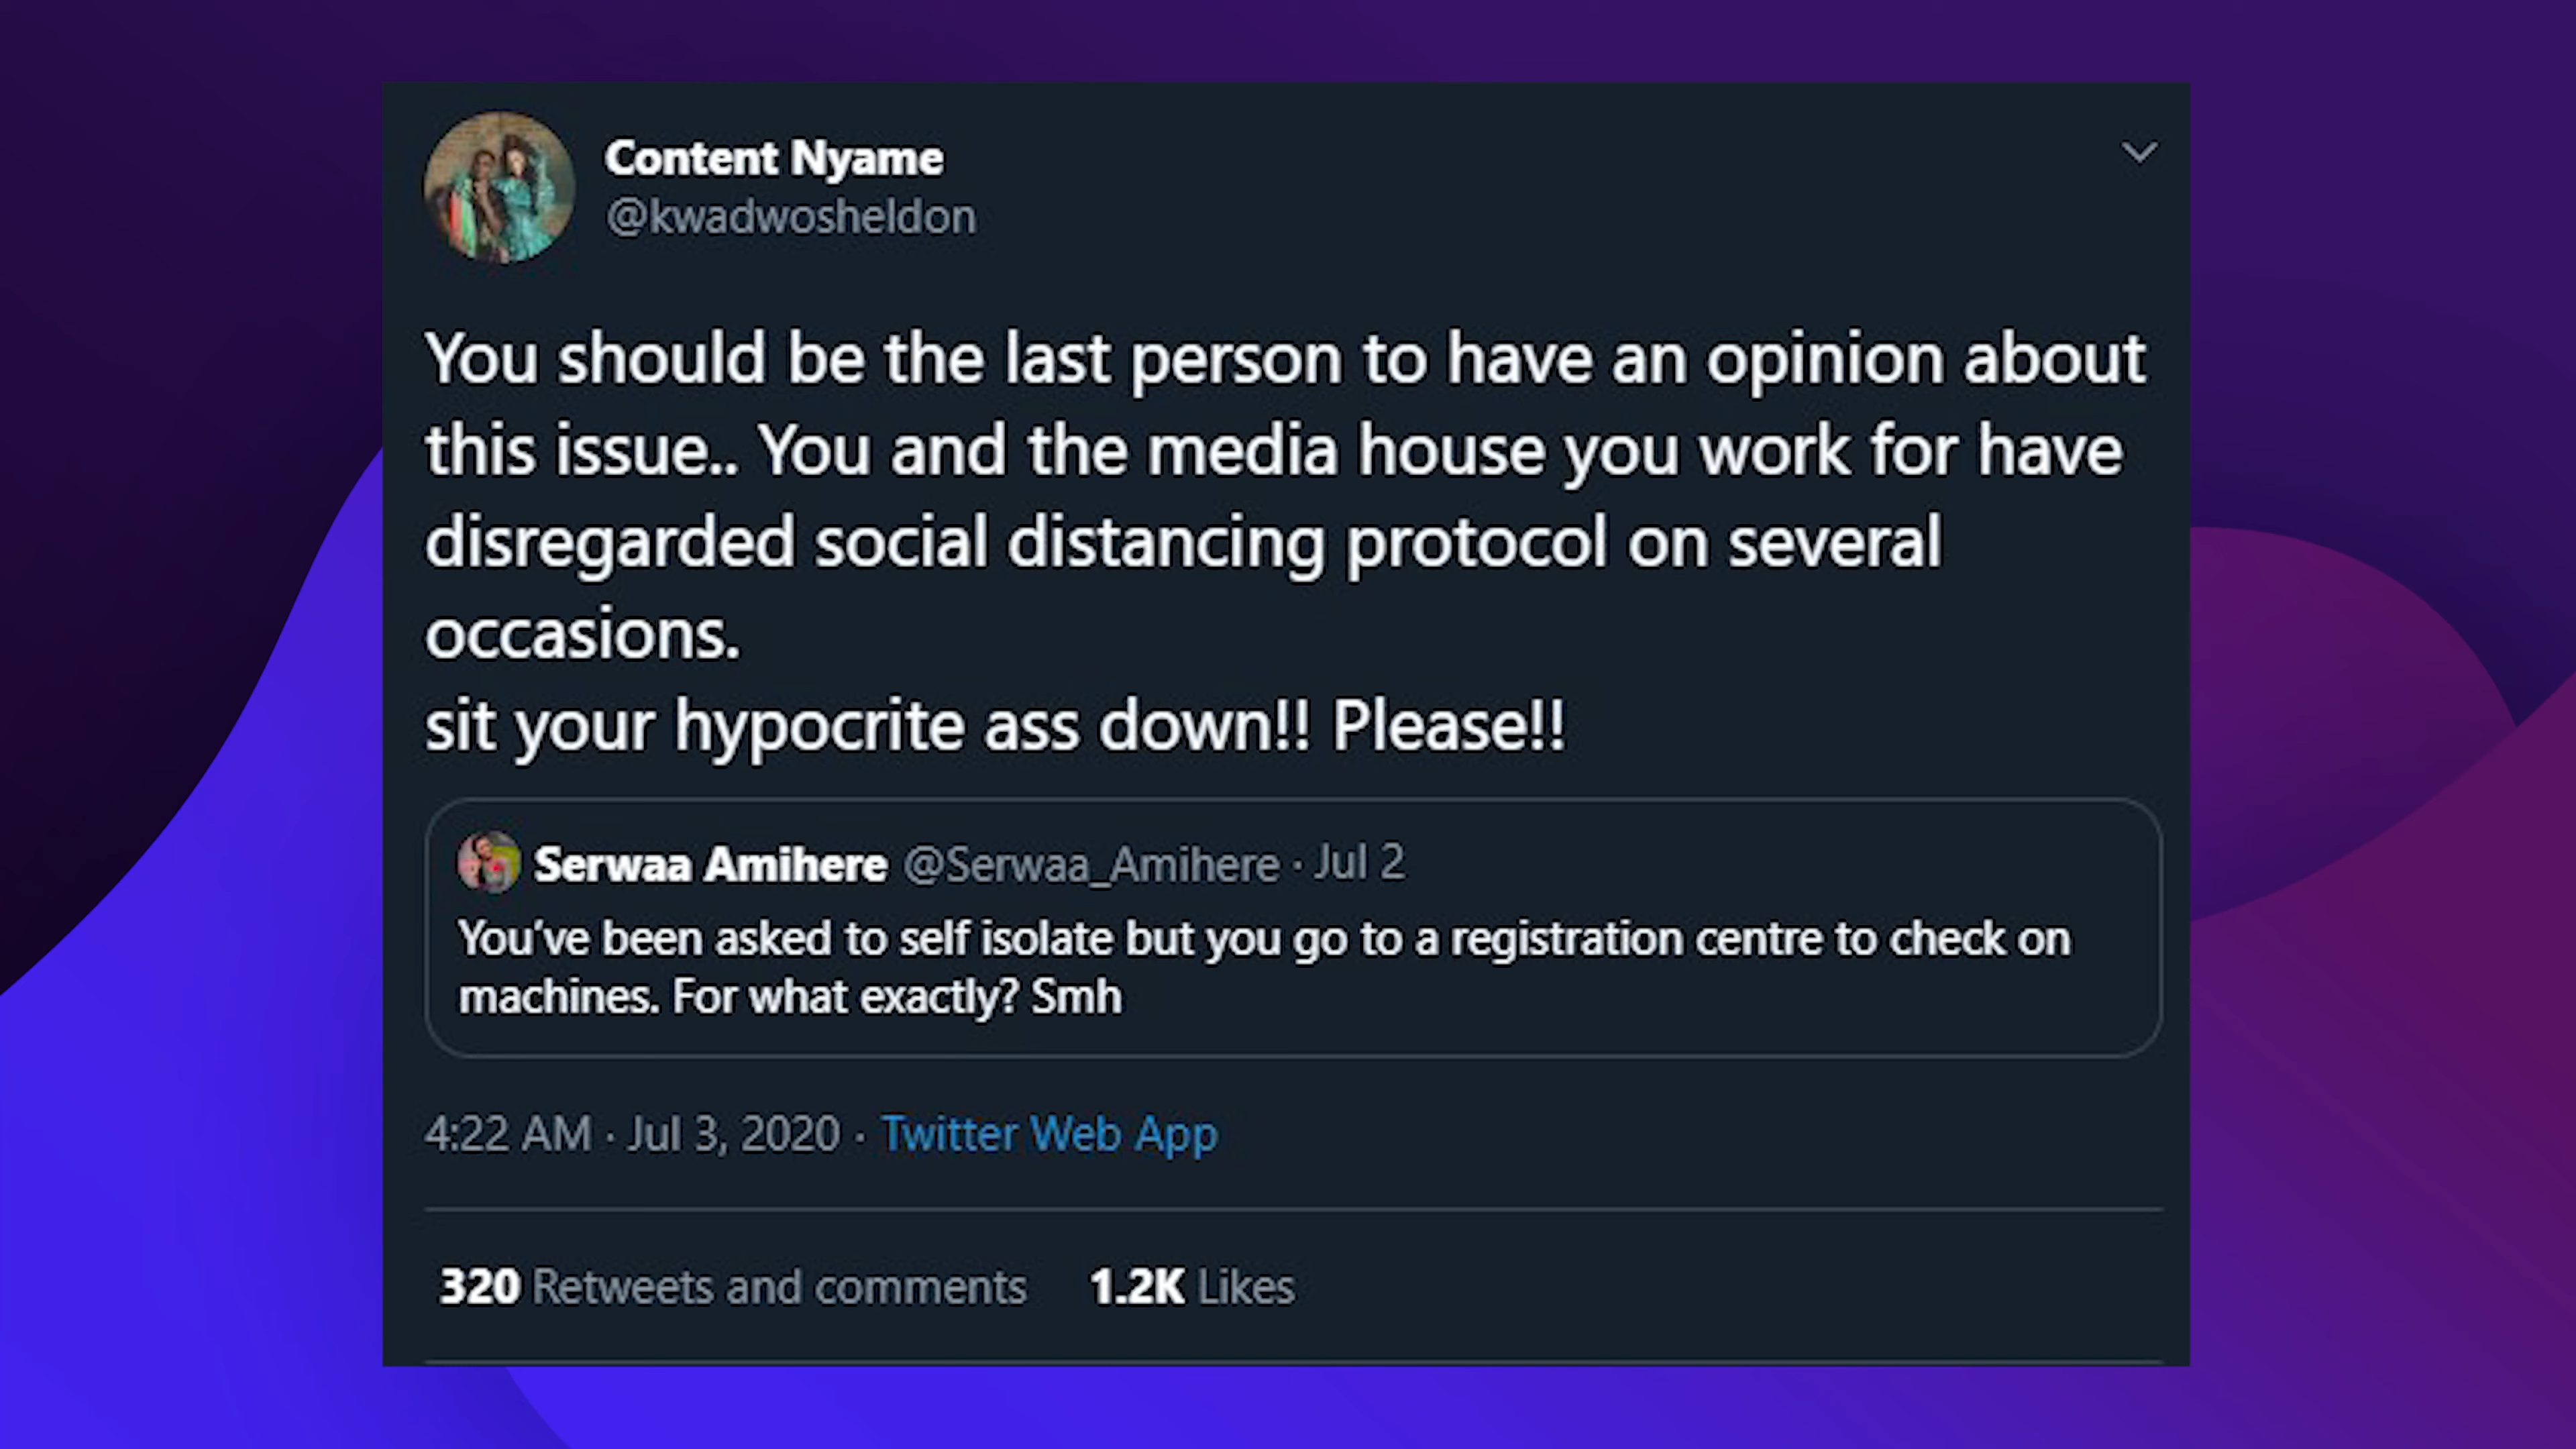 Content Nyame
@kwadwosheldon
You should be the last person to have an opinion about
this issue.. You and the media house you work for have
disregarded social distancing protocol on several
occasions.
sit your hypocrite ass down!! Please!!
Serwaa Amihere @Serwaa_Amihere · Jul 2
You’ve been asked to self isolate but you go to a registration centre to check on
machines. For what exactly? Smh
4:22 AM · Jul 3, 2020 · Twitter Web App
320 Retweets and comments 1.2K Likes